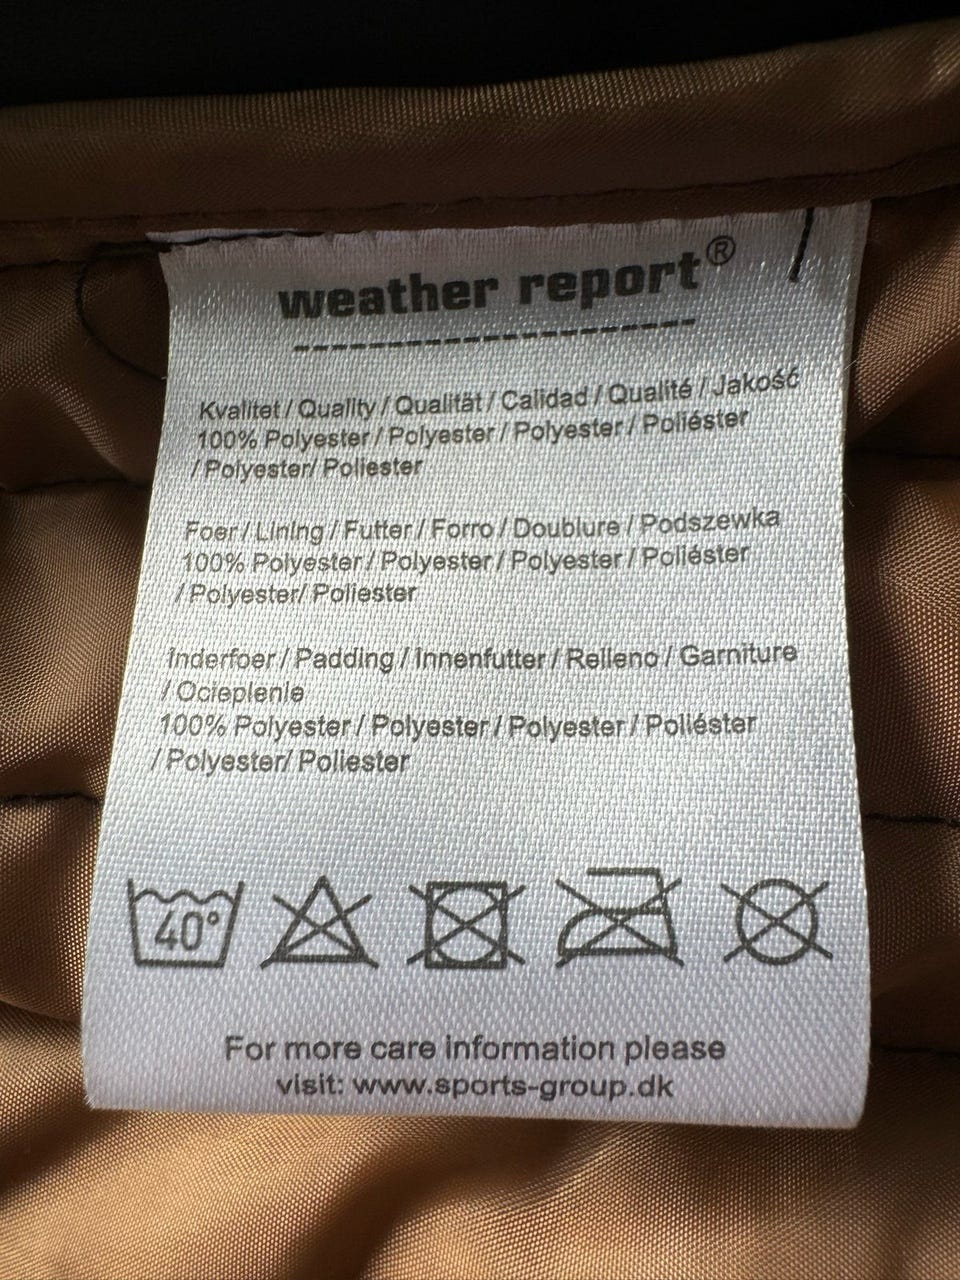 weather report®
--------------------
Kvalitet / Quality / Qualität / Calidad / Qualité / Jakość
100% Polyester / Polyester / Polyester / Poliéster
/ Polyester/ Poliester
Foer / Lining / Futter / Forro / Doublure / Podszewka
100% Polyester / Polyester / Polyester / Poliéster
/ Polyester/ Poliester
Inderfoer / Padding / Innenfutter / Relleno / Garniture
/ Ocieplenie
100% Polyester / Polyester / Polyester / Poliéster
/ Polyester/ Poliester
40°
For more care information please
visit: www.sports-group.dk